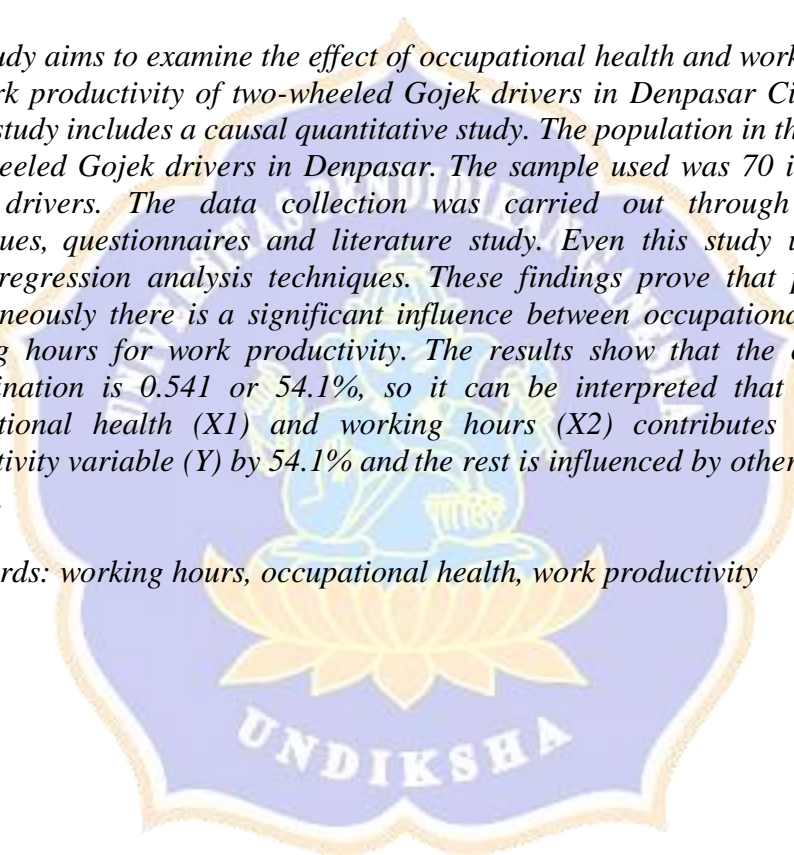 udy aims to examine the effect of occupational health and work
rk productivity of two-wheeled Gojek drivers in Denpasar Ci
study includes a causal quantitative study. The population in th
eeled Gojek drivers in Denpasar. The sample used was 70 i
drivers. The data collection was carried out through
ues, questionnaires and literature study. Even this study u
regression analysis techniques. These findings prove that p
neously there is a significant influence between occupationa
g hours for work productivity. The results show that the c
ination is 0.541 or 54.1%, so it can be interpreted that
tional health (X1) and working hours (X2) contributes
tivity variable (Y) by 54.1% and the rest is influenced by other
rds: working hours, occupational health, work productivity
UNDIKSHA